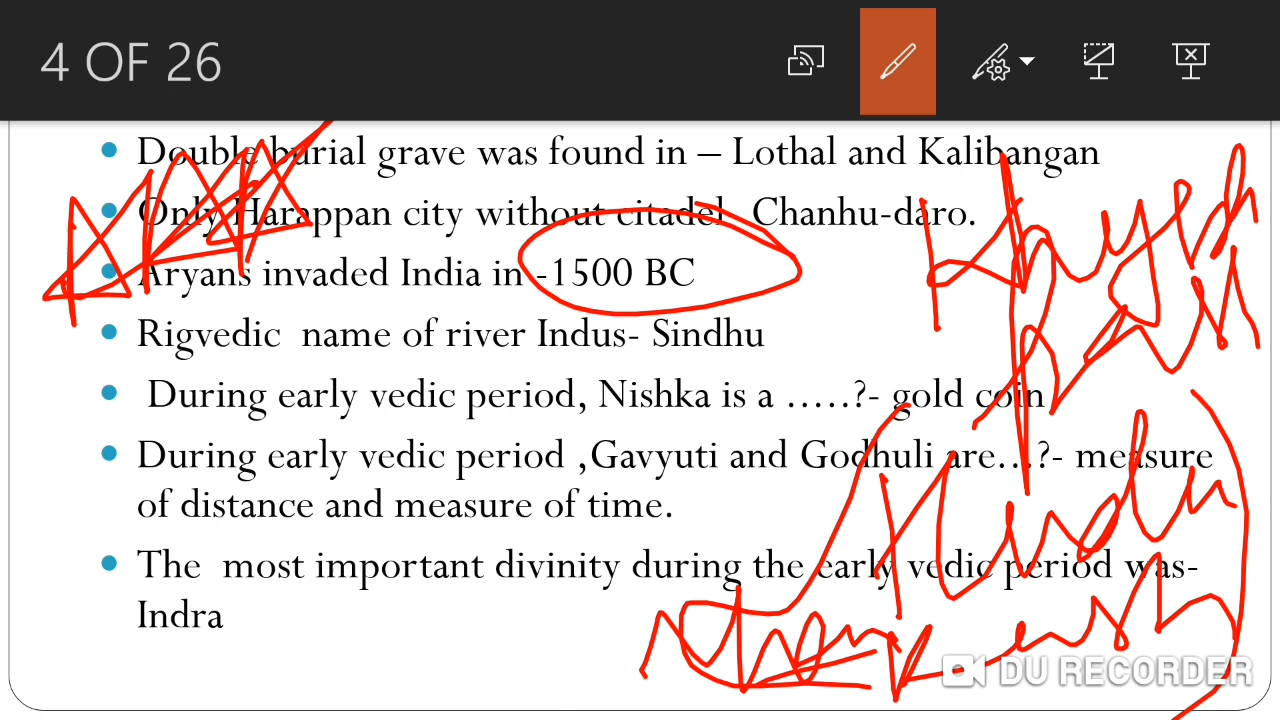 4 OF 26
• Double burial grave was found in – Lothal and Kalibangan
• Only Harappan city without citadel Chanhu-daro.
• Aryans invaded India in -1500 BC
• Rigvedic name of river Indus- Sindhu
• During early vedic period, Nishka is a .....?- gold coin
• During early vedic period ,Gavyuti and Godhuli are...?- measure
of distance and measure of time.
• The most important divinity during the early vedic period was-
Indra
Hindu
DU RECORDER